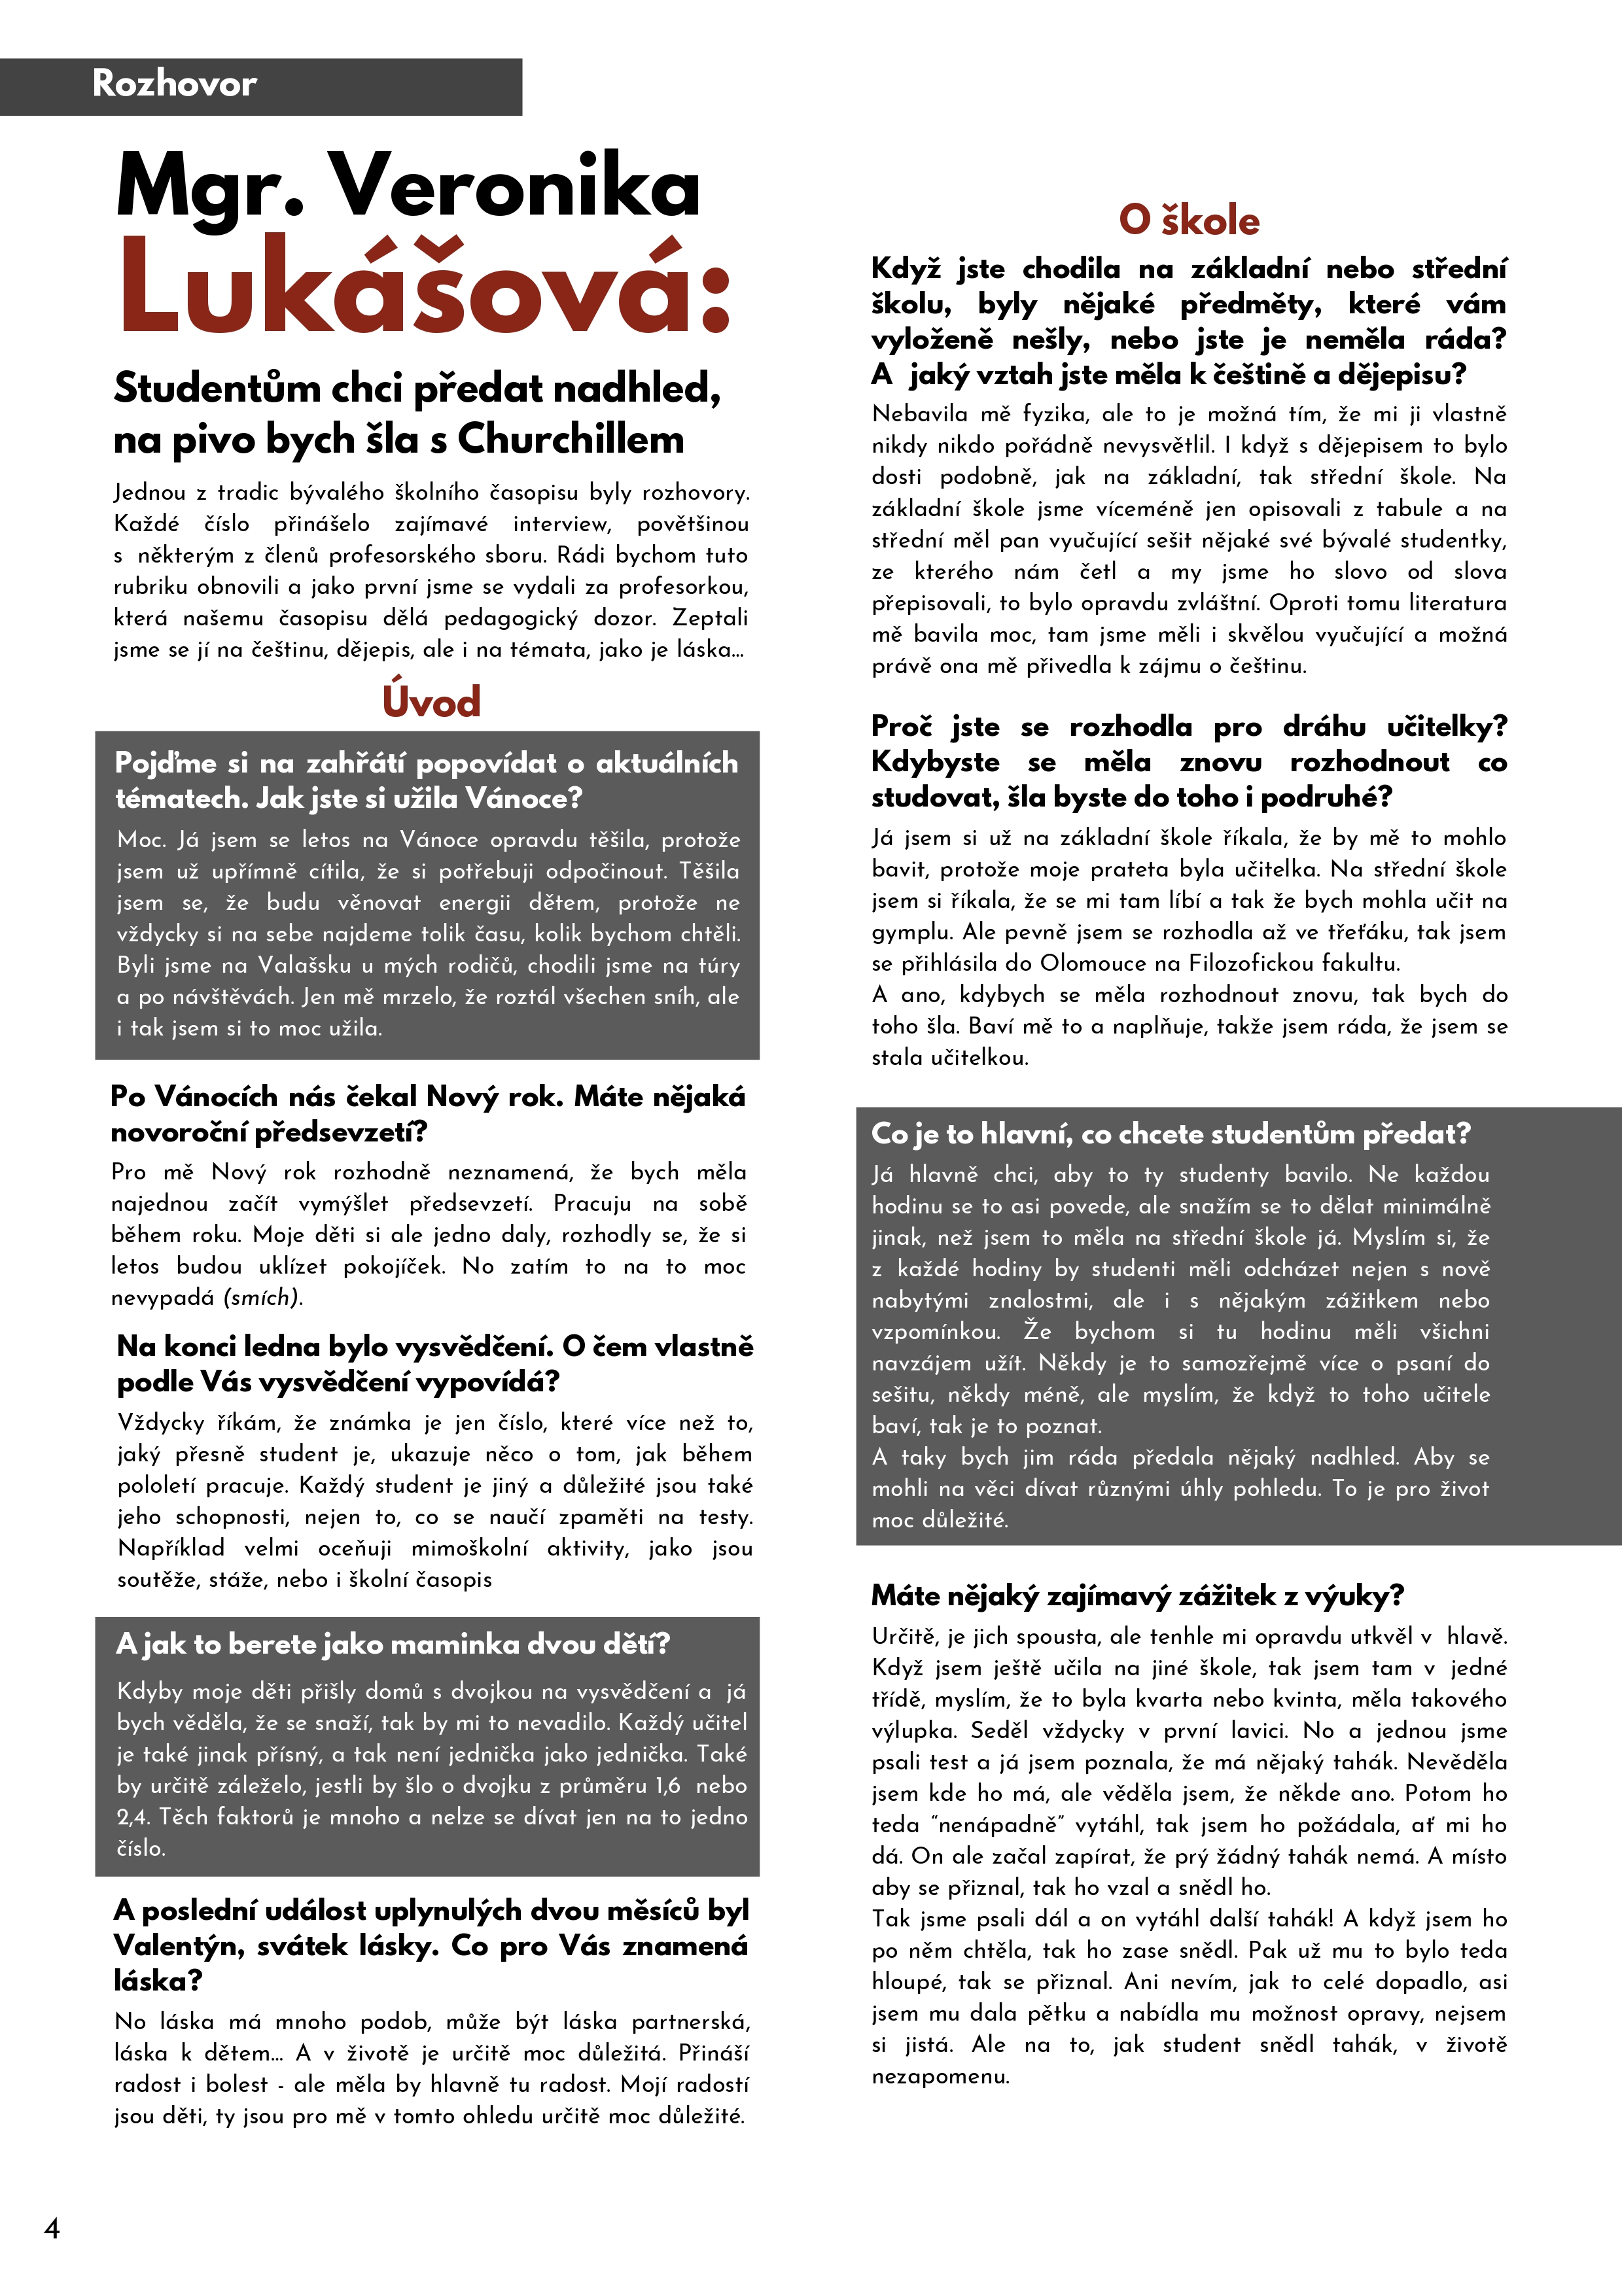 Rozhovor
Mgr. Veronika
Lukášová:
Studentům chci předat nadhled,
na pivo bych šla s Churchillem
Jednou z tradic bývalého školního časopisu byly rozhovory.
Každé číslo přinášelo zajímavé interview, povětšinou
s některým z členů profesorského sboru. Rádi bychom tuto
rubriku obnovili a jako první jsme se vydali za profesorkou,
která našemu časopisu dělá pedagogický dozor. Zeptali
jsme se jí na češtinu, dějepis, ale i na témata, jako je láska...
Úvod
Pojďme si na zahřátí popovídat o aktuálních
tématech. Jak jste si užila Vánoce?
Moc. Já jsem se letos na Vánoce opravdu těšila, protože
jsem už upřímně cítila, že si potřebuji odpočinout. Těšila
jsem se, že budu věnovat energii dětem, protože ne
vždycky si na sebe najdeme tolik času, kolik bychom chtěli.
Byli jsme na Valašsku u mých rodičů, chodili jsme na túry
a po návštěvách. Jen mě mrzelo, že roztál všechen sníh, ale
i tak jsem si to moc užila.
Po Vánocích nás čekal Nový rok. Máte nějaká
novoroční předsevzetí?
Pro mě Nový rok rozhodně neznamená, že bych měla
najednou začít vymýšlet předsevzetí. Pracuju na sobě
během roku. Moje děti si ale jedno daly, rozhodly se, že si
letos budou uklízet pokojíček. No zatím to na to moc
nevypadá (smích).
Na konci ledna bylo vysvědčení. O čem vlastně
podle Vás vysvědčení vypovídá?
Vždycky říkám, že známka je jen číslo, které více než to,
jaký přesně student je, ukazuje něco o tom, jak během
pololetí pracuje. Každý student je jiný a důležité jsou také
jeho schopnosti, nejen to, co se naučí zpaměti na testy.
Například velmi oceňuji mimoškolní aktivity, jako jsou
soutěže, stáže, nebo i školní časopis
A jak to berete jako maminka dvou dětí?
Kdyby moje děti přišly domů s dvojkou na vysvědčení a já
bych věděla, že se snaží, tak by mi to nevadilo. Každý učitel
je také jinak přísný, a tak není jednička jako jednička. Také
by určitě záleželo, jestli by šlo o dvojku z průměru 1,6 nebo
2,4. Těch faktorů je mnoho a nelze se dívat jen na to jedno
číslo.
A poslední událost uplynulých dvou měsíců byl
Valentýn, svátek lásky. Co pro Vás znamená
láska?
No láska má mnoho podob, může být láska partnerská,
láska k dětem... A v životě je určitě moc důležitá. Přináší
radost i bolest - ale měla by hlavně tu radost. Mojí radostí
jsou děti, ty jsou pro mě v tomto ohledu určitě moc důležité.
O škole
Když jste chodila na základní nebo střední
školu, byly nějaké předměty, které vám
vyloženě nešly, nebo jste je neměla ráda?
A jaký vztah jste měla k češtině a dějepisu?
Nebavila mě fyzika, ale to je možná tím, že mi ji vlastně
nikdy nikdo pořádně nevysvětlil. I když s dějepisem to bylo
dosti podobně, jak na základní, tak střední škole. Na
základní škole jsme víceméně jen opisovali z tabule a na
střední měl pan vyučující sešit nějaké své bývalé studentky,
ze kterého nám četl a my jsme ho slovo od slova
přepisovali, to bylo opravdu zvláštní. Oproti tomu literatura
mě bavila moc, tam jsme měli i skvělou vyučující a možná
právě ona mě přivedla k zájmu o češtinu.
Proč jste se rozhodla pro dráhu učitelky?
Kdybyste se měla znovu rozhodnout co
studovat, šla byste do toho i podruhé?
Já jsem si už na základní škole říkala, že by mě to mohlo
bavit, protože moje prateta byla učitelka. Na střední škole
jsem si říkala, že se mi tam líbí a tak že bych mohla učit na
gymplu. Ale pevně jsem se rozhodla až ve třeťáku, tak jsem
se přihlásila do Olomouce na Filozofickou fakultu.
A ano, kdybych se měla rozhodnout znovu, tak bych do
toho šla. Baví mě to a naplňuje, takže jsem ráda, že jsem se
stala učitelkou.
Co je to hlavní, co chcete studentům předat?
Já hlavně chci, aby to ty studenty bavilo. Ne každou
hodinu se to asi povede, ale snažím se to dělat minimálně
jinak, než jsem to měla na střední škole já. Myslím si, že
z každé hodiny by studenti měli odcházet nejen s nově
nabytými znalostmi, ale i s nějakým zážitkem nebo
vzpomínkou. Že bychom si tu hodinu měli všichni
navzájem užít. Někdy je to samozřejmě více o psaní do
sešitu, někdy méně, ale myslím, že když to toho učitele
baví, tak je to poznat.
A taky bych jim ráda předala nějaký nadhled. Aby se
mohli na věci dívat různými úhly pohledu. To je pro život
moc důležité.
Máte nějaký zajímavý zážitek z výuky?
Určitě, je jich spousta, ale tenhle mi opravdu utkvěl v hlavě.
Když jsem ještě učila na jiné škole, tak jsem tam v jedné
třídě, myslím, že to byla kvarta nebo kvinta, měla takového
výlupka. Seděl vždycky v první lavici. No a jednou jsme
psali test a já jsem poznala, že má nějaký tahák. Nevěděla
jsem kde ho má, ale věděla jsem, že někde ano. Potom ho
teda “nenápadně” vytáhl, tak jsem ho požádala, ať mi ho
dá. On ale začal zapírat, že prý žádný tahák nemá. A místo
aby se přiznal, tak ho vzal a snědl ho.
Tak jsme psali dál a on vytáhl další tahák! A když jsem ho
po něm chtěla, tak ho zase snědl. Pak už mu to bylo teda
hloupé, tak se přiznal. Ani nevím, jak to celé dopadlo, asi
jsem mu dala pětku a nabídla mu možnost opravy, nejsem
si jistá. Ale na to, jak student snědl tahák, v životě
nezapomenu.
4